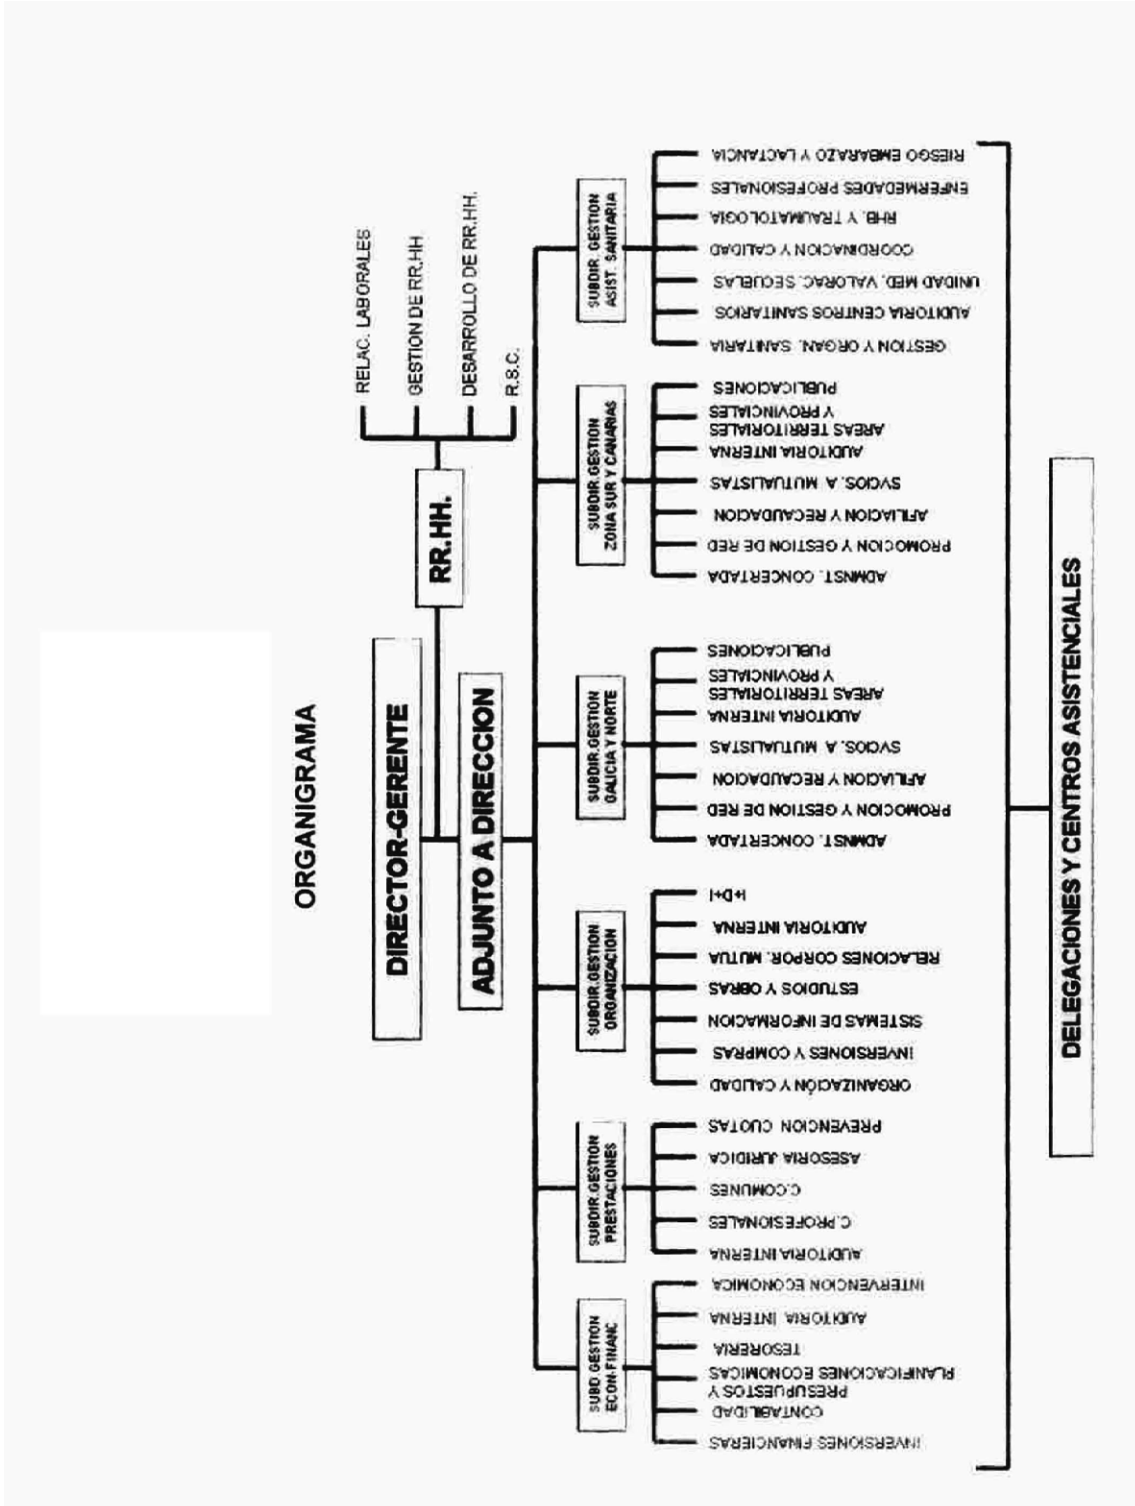 ORGANIGRAMA
DIRECTOR-GERENTE
RR.HH.
RELAC. LABORALES
GESTION DE RR.HH.
DESARROLLO DE RR.HH.
R.S.C.
ADJUNTO A DIRECCION
SUBD.GESTION
ECON-FINANC
INVERSIONES FINANCIERAS
CONTABILIDAD
PRESUPUESTOS Y
PLANIFICACIONES ECONOMICAS
TESORERIA
AUDITORIA INTERNA
INTERVENCION ECONOMICA
SUBDIR.GESTION
PRESTACIONES
AUDITORIA INTERNA
C.PROFESIONALES
C.COMUNES
ASESORIA JURIDICA
PREVENCION CUOTAS
SUBDIR.GESTION
ORGANIZACION
ORGANIZACIÓN Y CALIDAD
INVERSIONES Y COMPRAS
SISTEMAS DE INFORMACION
ESTUDIOS Y OBRAS
RELACIONES CORPOR. MUTUA
AUDITORIA INTERNA
I+D+I
SUBDIR.GESTION
GALICIA Y NORTE
ADMNST. CONCERTADA
PROMOCION Y GESTION DE RED
AFILIACION Y RECAUDACION
SVCIOS. A MUTUALISTAS
AUDITORIA INTERNA
AREAS TERRITORIALES
Y PROVINCIALES
PUBLICACIONES
SUBDIR.GESTION
ZONA SUR Y CANARIAS
ADMNST. CONCERTADA
PROMOCION Y GESTION DE RED
AFILIACION Y RECAUDACION
SVCIOS. A MUTUALISTAS
AUDITORIA INTERNA
AREAS TERRITORIALES
Y PROVINCIALES
PUBLICACIONES
SUBDIR. GESTION
ASIST. SANITARIA
GESTION Y ORGAN. SANITARIA
AUDITORIA CENTROS SANITARIOS
UNIDAD MED. VALORAC. SECUELAS
COORDINACION Y CALIDAD
RHB. Y TRAUMATOLOGIA
ENFERMEDADES PROFESIONALES
RIESGO EMBARAZO Y LACTANCIA
DELEGACIONES Y CENTROS ASISTENCIALES